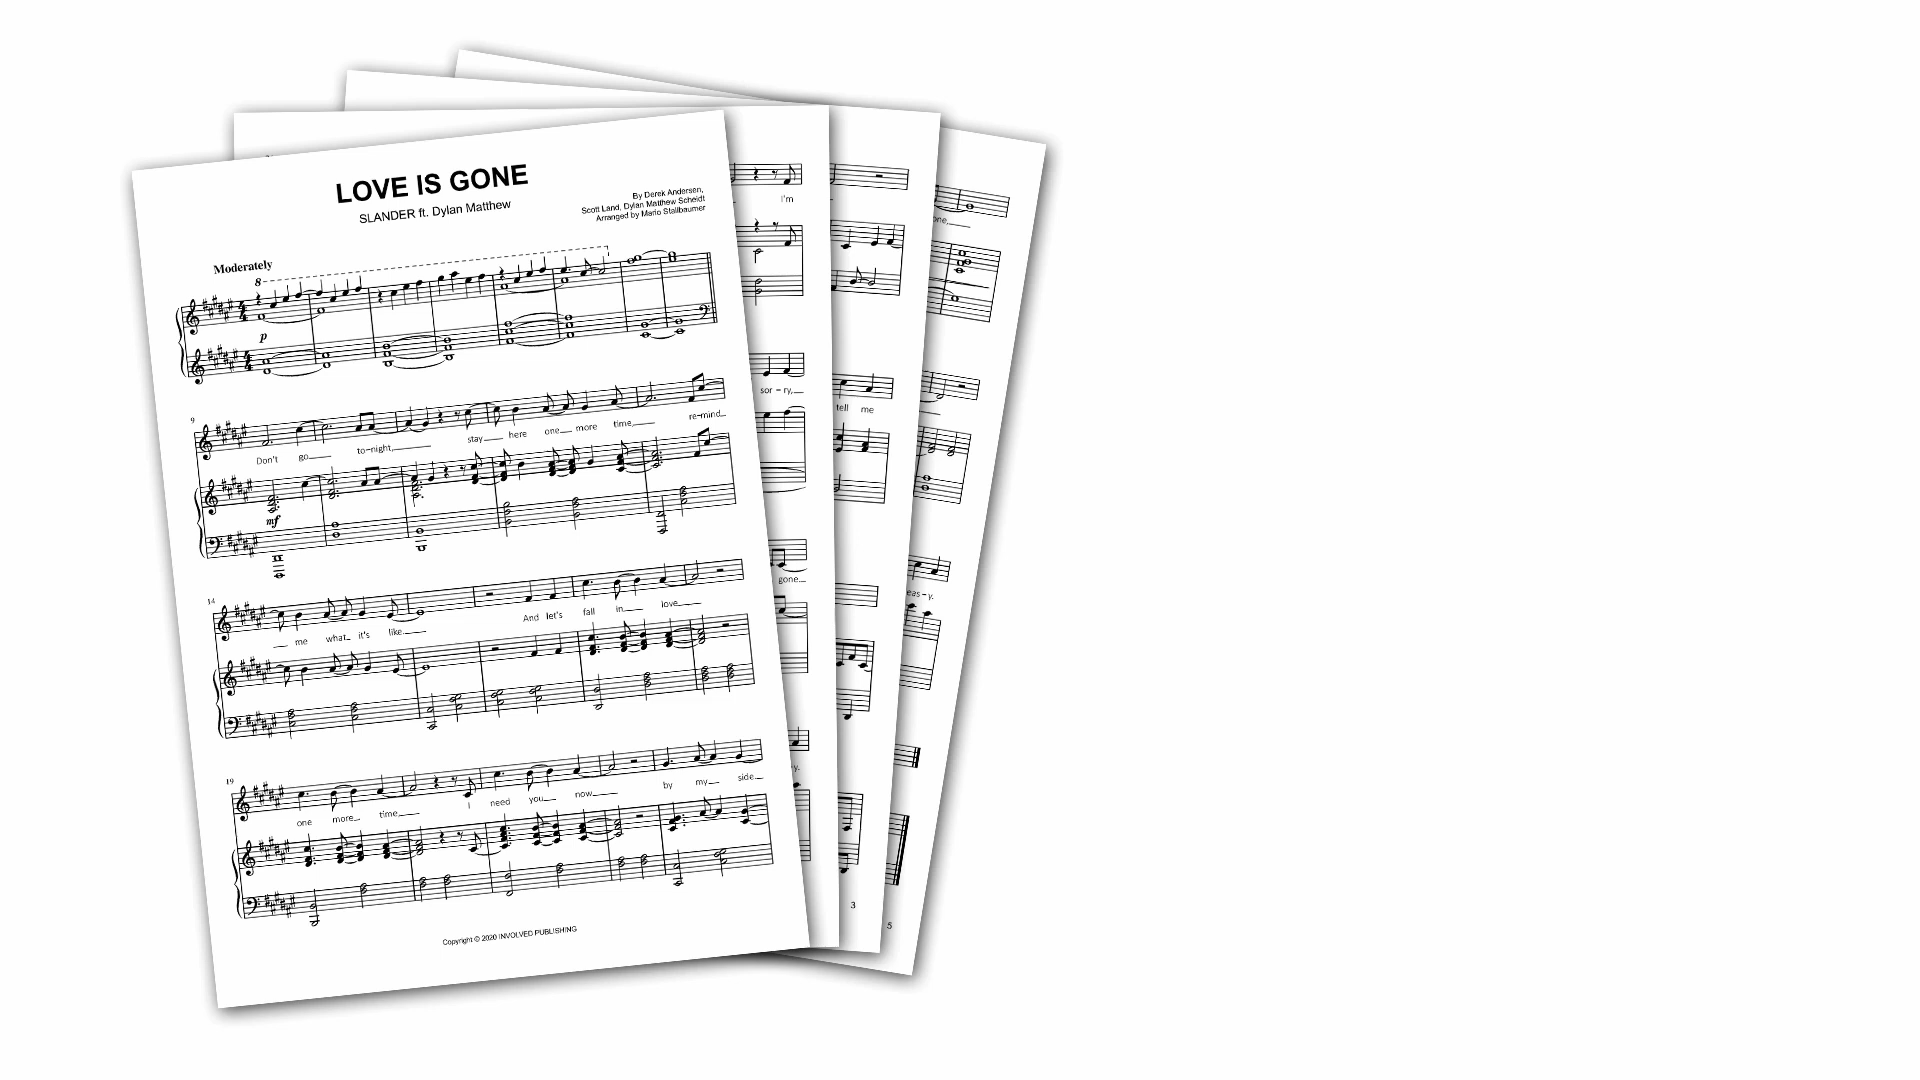 LOVE IS GONE
SLANDER ft. Dylan Matthew
By Derek Andersen,
Scott Land, Dylan Matthew Scheidt
Arranged by Mario Stallbaumer
Moderately
8
p
9
Don't go to-night, stay here one more time, re-mind
mf
14
me what it's like. And let's fall in love
19
one more time, I need you now by my side
Copyright © 2020 INVOLVED PUBLISHING
I'm
sor-ry,
gone
y.
tell me
3
one,
eas-y.
5